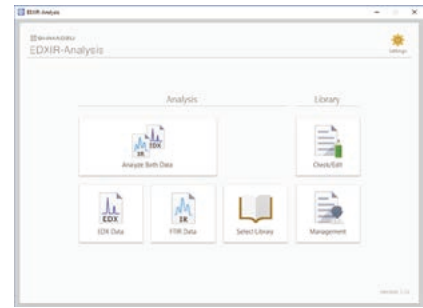 EDXIR-Analysis
SHIMADZU
EDXIR-Analysis
Settings
Analysis
Library
IR
EDX
Analyze Both Data
Check/Edit
EDX
IR
EDX Data
FTIR Data
Select Library
Management